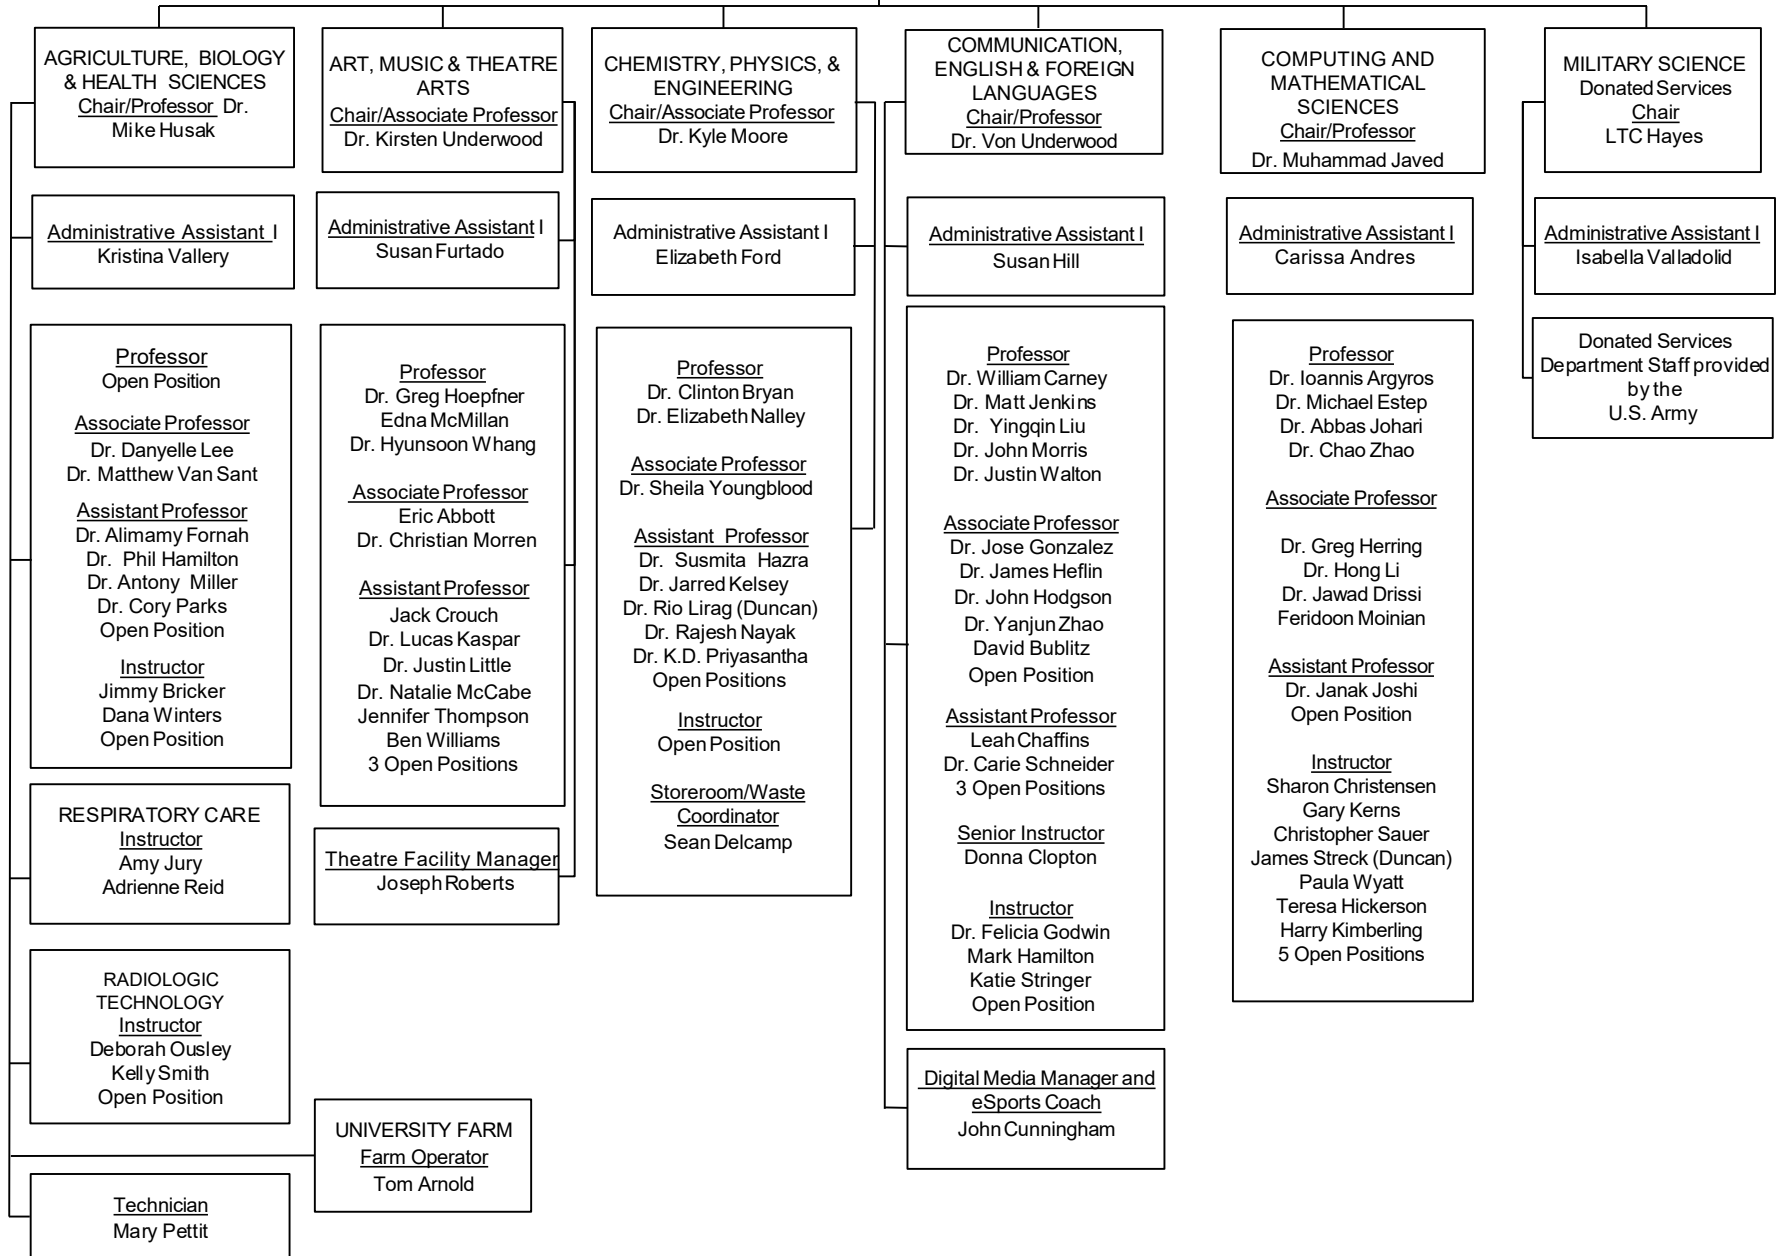 AGRICULTURE, BIOLOGY
& HEALTH SCIENCES
Chair/Professor Dr.
Mike Husak
Administrative Assistant I
Kristina Vallery
Professor
Open Position
Associate Professor
Dr. Danyelle Lee
Dr. Matthew Van Sant
Assistant Professor
Dr. Alimamy Fornah
Dr. Phil Hamilton
Dr. Antony Miller
Dr. Cory Parks
Open Position
Instructor
Jimmy Bricker
Dana Winters
Open Position
RESPIRATORY CARE
Instructor
Amy Jury
Adrienne Reid
RADIOLOGIC
TECHNOLOGY
Instructor
Deborah Ousley
Kelly Smith
Open Position
UNIVERSITY FARM
Farm Operator
Tom Arnold
Technician
Mary Pettit
ART, MUSIC & THEATRE
ARTS
Chair/Associate Professor
Dr. Kirsten Underwood
Administrative Assistant I
Susan Furtado
Professor
Dr. Greg Hoepfner
Edna McMillan
Dr. Hyunsoon Whang
Associate Professor
Eric Abbott
Dr. Christian Morren
Assistant Professor
Jack Crouch
Dr. Lucas Kaspar
Dr. Justin Little
Dr. Natalie McCabe
Jennifer Thompson
Ben Williams
3 Open Positions
Theatre Facility Manager
Joseph Roberts
CHEMISTRY, PHYSICS, &
ENGINEERING
Chair/Associate Professor
Dr. Kyle Moore
Administrative Assistant I
Elizabeth Ford
Professor
Dr. Clinton Bryan
Dr. Elizabeth Nalley
Associate Professor
Dr. Sheila Youngblood
Assistant Professor
Dr. Susmita Hazra
Dr. Jarred Kelsey
Dr. Rio Lirag (Duncan)
Dr. Rajesh Nayak
Dr. K.D. Priyasantha
Open Positions
Instructor
Open Position
Storeroom/Waste
Coordinator
Sean Delcamp
COMMUNICATION,
ENGLISH & FOREIGN
LANGUAGES
Chair/Professor
Dr. Von Underwood
Administrative Assistant I
Susan Hill
Professor
Dr. William Carney
Dr. Matt Jenkins
Dr. Yingqin Liu
Dr. John Morris
Dr. Justin Walton
Associate Professor
Dr. Jose Gonzalez
Dr. James Heflin
Dr. John Hodgson
Dr. Yanjun Zhao
David Bublitz
Open Position
Assistant Professor
Leah Chaffins
Dr. Carie Schneider
3 Open Positions
Senior Instructor
Donna Clopton
Instructor
Dr. Felicia Godwin
Mark Hamilton
Katie Stringer
Open Position
Digital Media Manager and
eSports Coach
John Cunningham
COMPUTING AND
MATHEMATICAL
SCIENCES
Chair/Professor
Dr. Muhammad Javed
Administrative Assistant I
Carissa Andres
Professor
Dr. Ioannis Argyros
Dr. Michael Estep
Dr. Abbas Johari
Dr. Chao Zhao
Associate Professor
Dr. Greg Herring
Dr. Hong Li
Dr. Jawad Drissi
Feridoon Moinian
Assistant Professor
Dr. Janak Joshi
Open Position
Instructor
Sharon Christensen
Gary Kerns
Christopher Sauer
James Streck (Duncan)
Paula Wyatt
Teresa Hickerson
Harry Kimberling
5 Open Positions
MILITARY SCIENCE
Donated Services
Chair
LTC Hayes
Administrative Assistant I
Isabella Valladolid
Donated Services
Department Staff provided
by the
U.S. Army